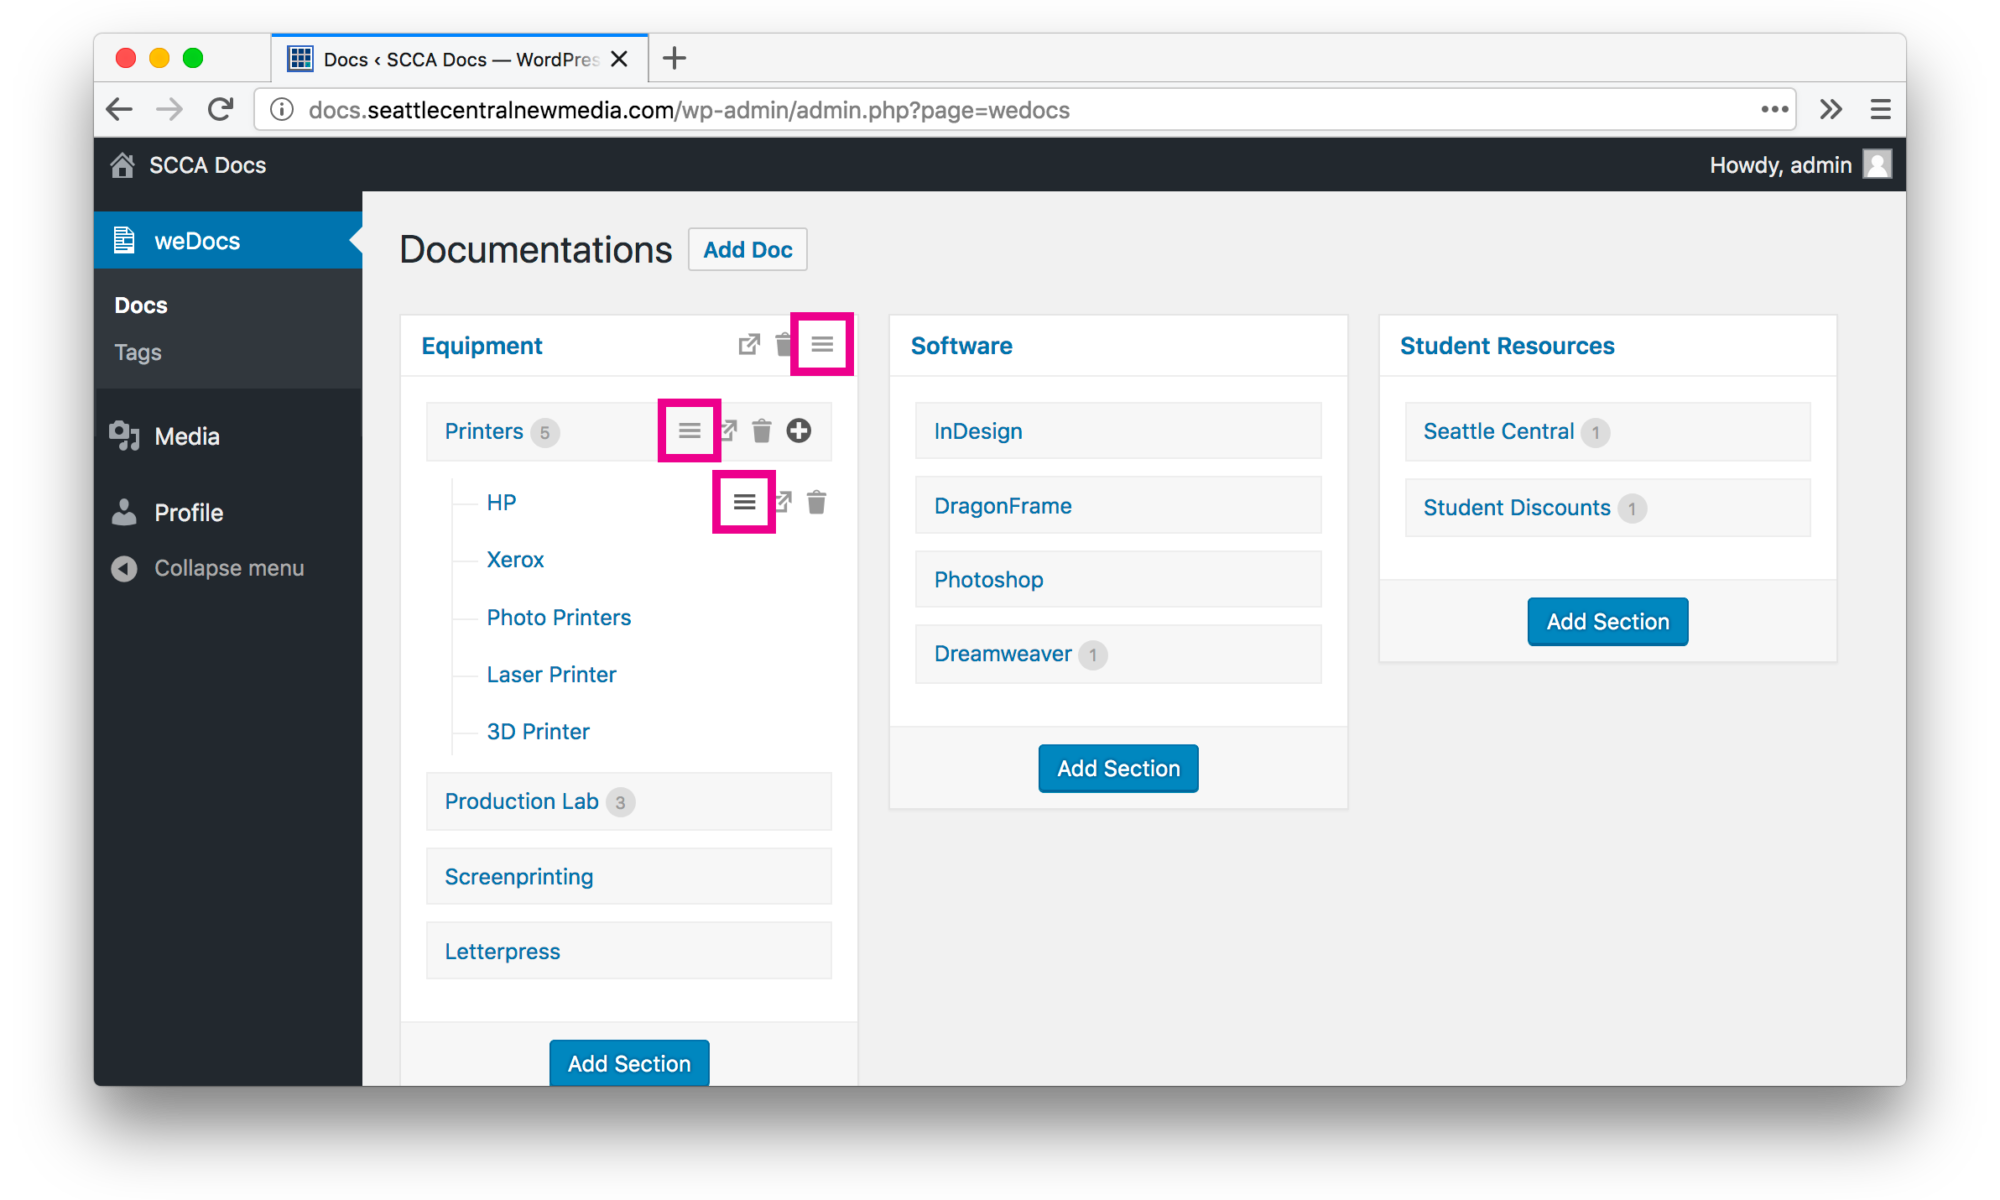 Docs ‹ SCCA Docs — WordPres
docs.seattlecentralnewmedia.com/wp-admin/admin.php?page=wedocs
SCCA Docs
Howdy, admin
weDocs
Docs
Tags
Media
Profile
Collapse menu
Documentations
Add Doc
Equipment
Printers 5
HP
Xerox
Photo Printers
Laser Printer
3D Printer
Production Lab 3
Screenprinting
Letterpress
Add Section
Software
InDesign
DragonFrame
Photoshop
Dreamweaver 1
Add Section
Student Resources
Seattle Central 1
Student Discounts 1
Add Section